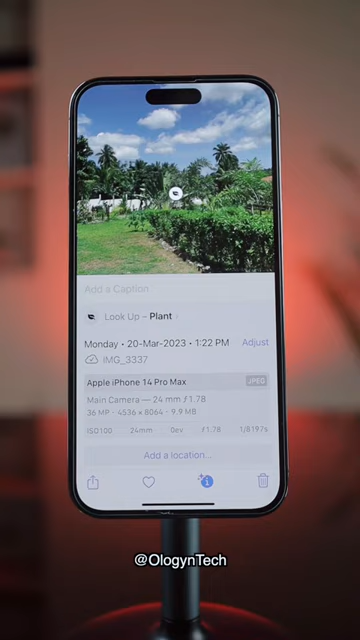 Add a Caption
Look Up – Plant ›
Monday • 20-Mar-2023 • 1:22 PM Adjust
IMG_3337
Apple iPhone 14 Pro Max JPEG
Main Camera — 24 mm ƒ1.78
36 MP • 4536 x 8064 • 9.9 MB
ISO100 24mm 0ev ƒ1.78 1/8197s
Add a location...
@OlogynTech